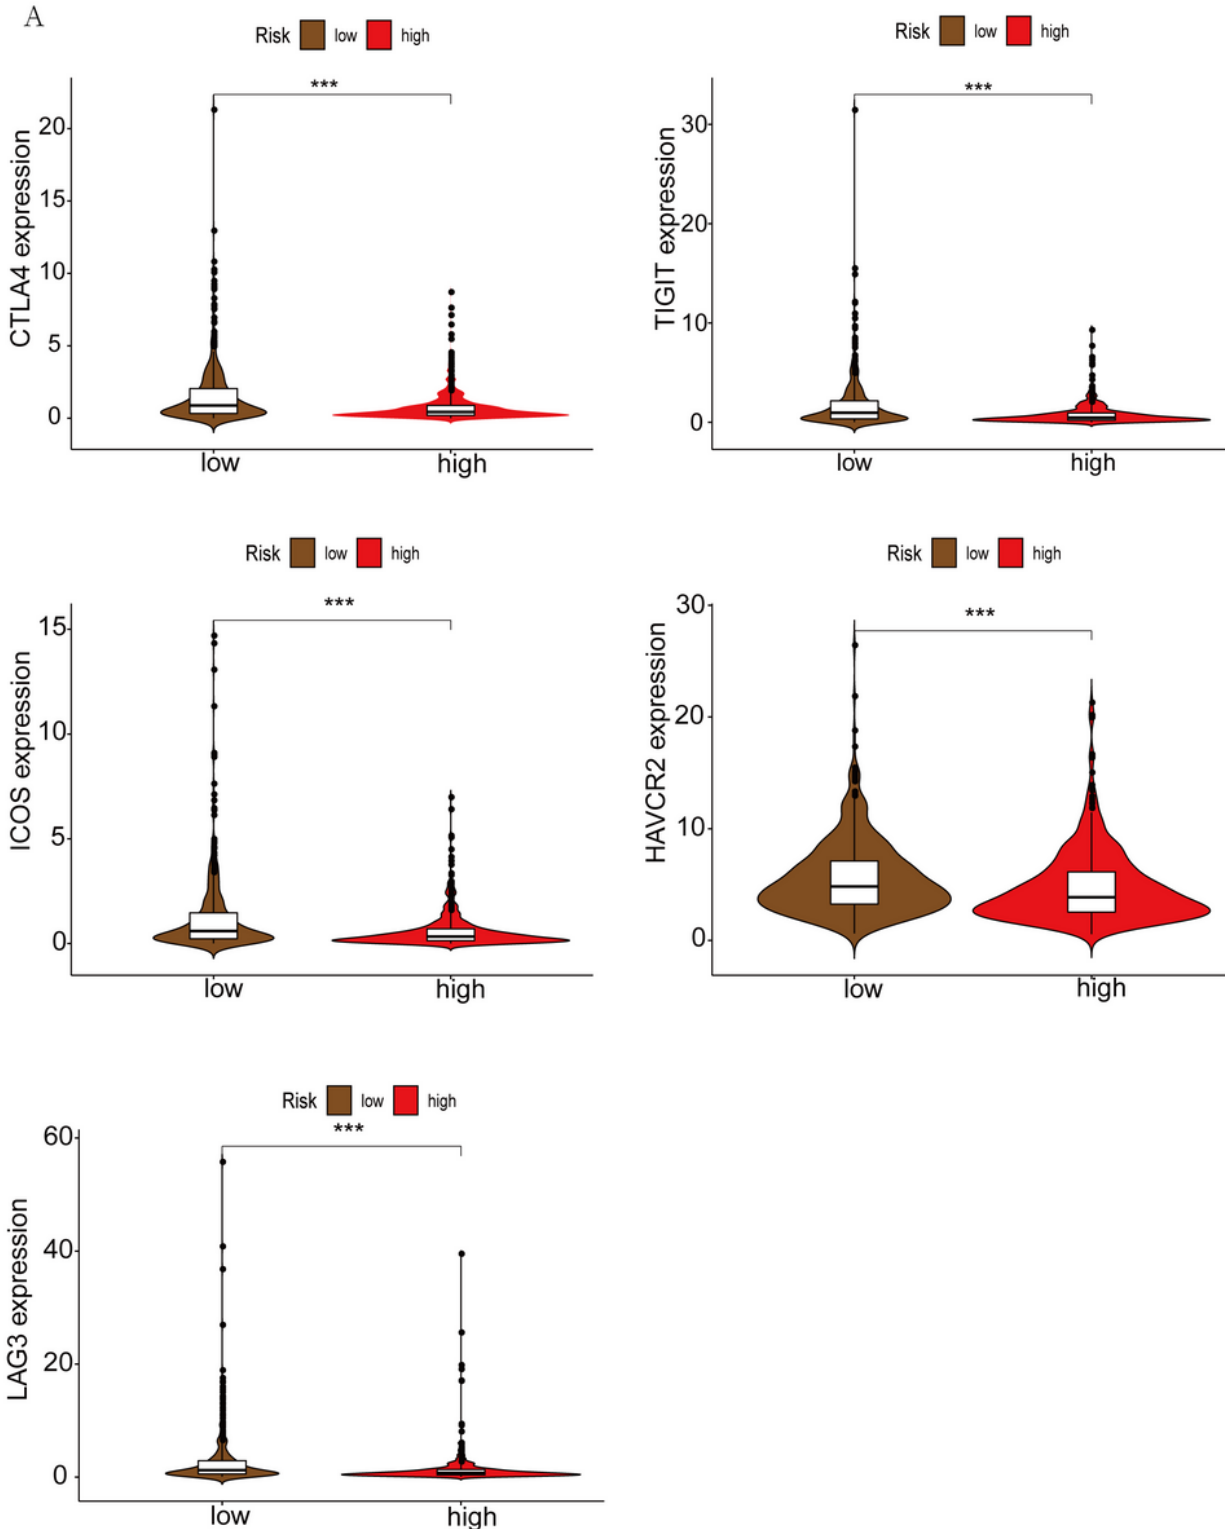 A
Risk low high
***
CTLA4 expression
20
15
10
5
0
low high
Risk low high
***
TIGIT expression
30
20
10
0
low high
Risk low high
***
ICOS expression
15
10
5
0
low high
Risk low high
***
HAVCR2 expression
30
20
10
0
low high
Risk low high
***
LAG3 expression
60
40
20
0
low high